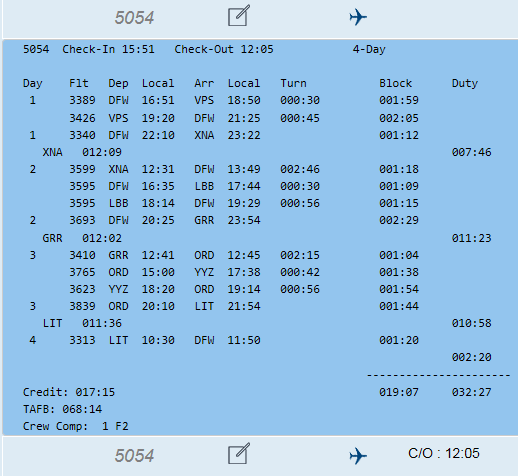 5054
5054 Check-In 15:51 Check-Out 12:05 4-Day
Day Flt Dep Local Arr Local Turn Block Duty
1 3389 DFW 16:51 VPS 18:50 000:30 001:59
3426 VPS 19:20 DFW 21:25 000:45 002:05
1 3340 DFW 22:10 XNA 23:22 001:12
XNA 012:09 007:46
2 3599 XNA 12:31 DFW 13:49 002:46 001:18
3595 DFW 16:35 LBB 17:44 000:30 001:09
3595 LBB 18:14 DFW 19:29 000:56 001:15
2 3693 DFW 20:25 GRR 23:54 002:29
GRR 012:02 011:23
3 3410 GRR 12:41 ORD 12:45 002:15 001:04
3765 ORD 15:00 YYZ 17:38 000:42 001:38
3623 YYZ 18:20 ORD 19:14 000:56 001:54
3 3839 ORD 20:10 LIT 21:54 001:44
LIT 011:36 010:58
4 3313 LIT 10:30 DFW 11:50 001:20
002:20
----------------------
Credit: 017:15 019:07 032:27
TAFB: 068:14
Crew Comp: 1 F2
5054 C/O : 12:05